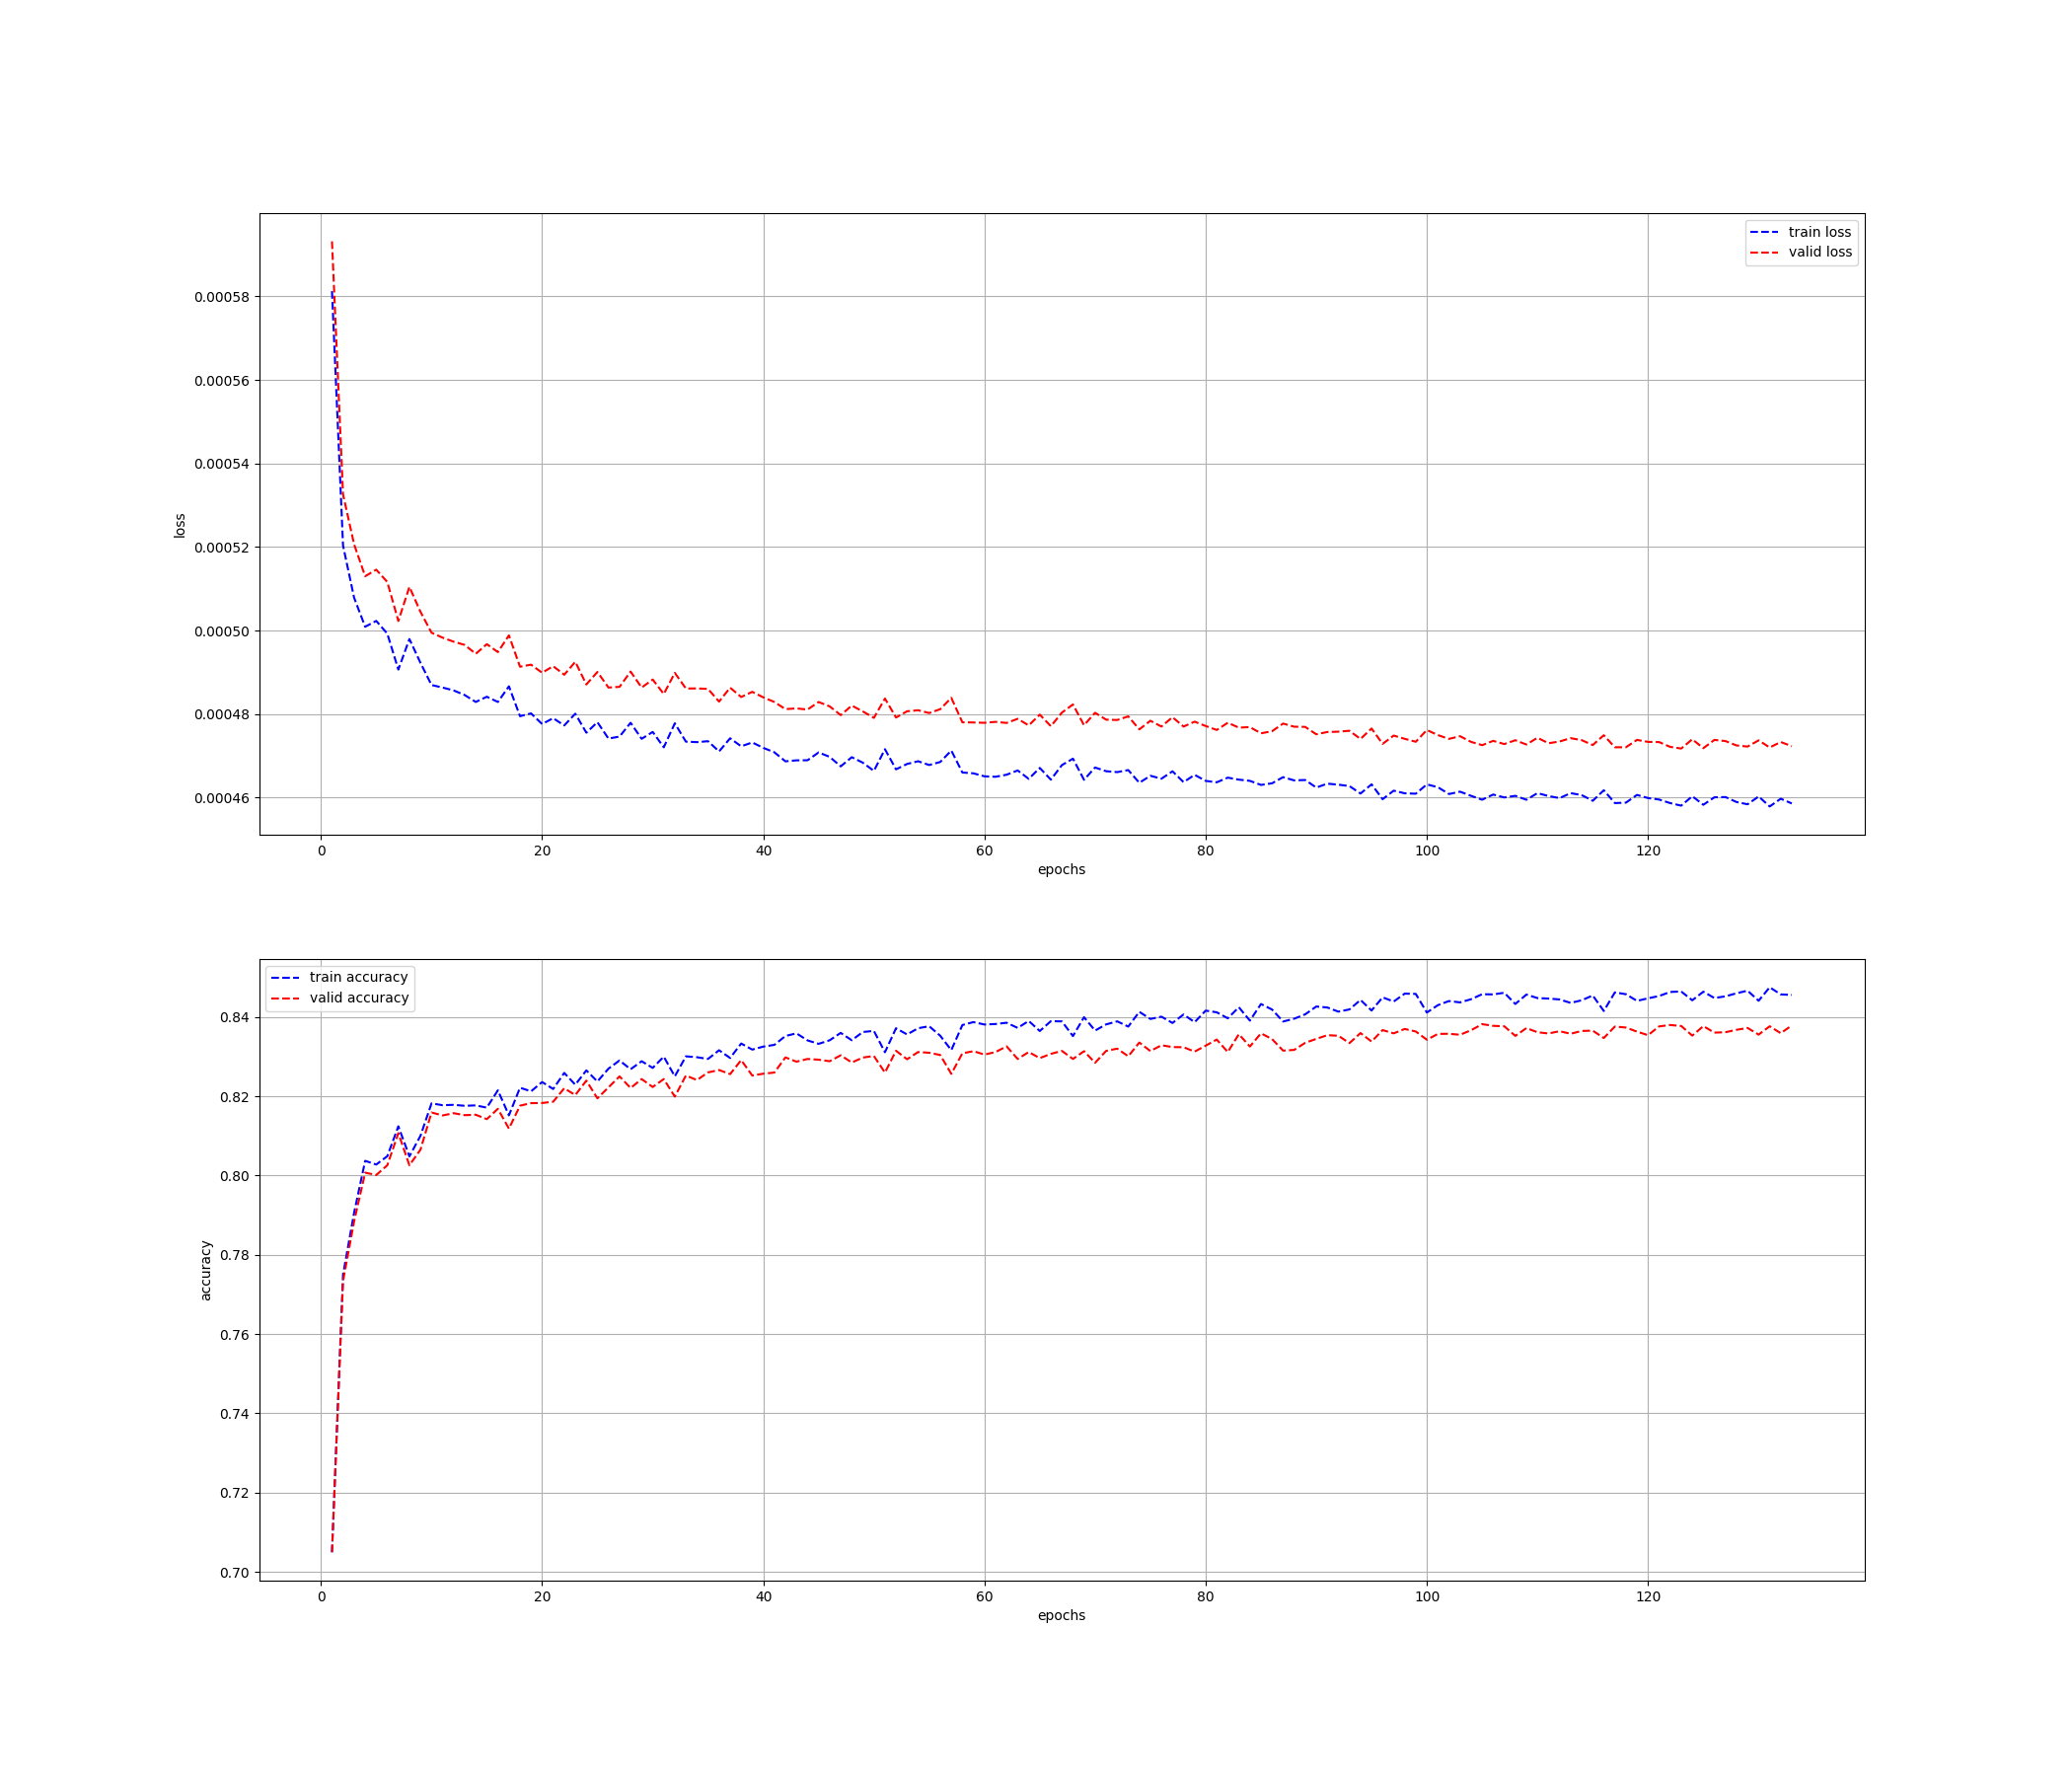 train loss
valid loss
0.00058
0.00056
0.00054
0.00052
0.00050
0.00048
0.00046
loss
0 20 40 60 80 100 120
epochs
train accuracy
valid accuracy
0.84
0.82
0.80
0.78
0.76
0.74
0.72
0.70
accuracy
0 20 40 60 80 100 120
epochs